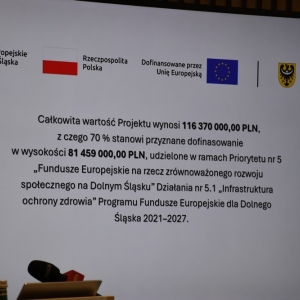 opejskie
Śląska
Rzeczpospolita
Polska
Dofinansowane przez
Unię Europejską
Całkowita wartość Projektu wynosi 116 370 000,00 PLN,
z czego 70 % stanowi przyznane dofinansowanie
w wysokości 81 459 000,00 PLN, udzielone w ramach Priorytetu nr 5
„Fundusze Europejskie na rzecz zrównoważonego rozwoju
społecznego na Dolnym Śląsku” Działania nr 5.1 „Infrastruktura
ochrony zdrowia” Programu Fundusze Europejskie dla Dolnego
Śląska 2021–2027.